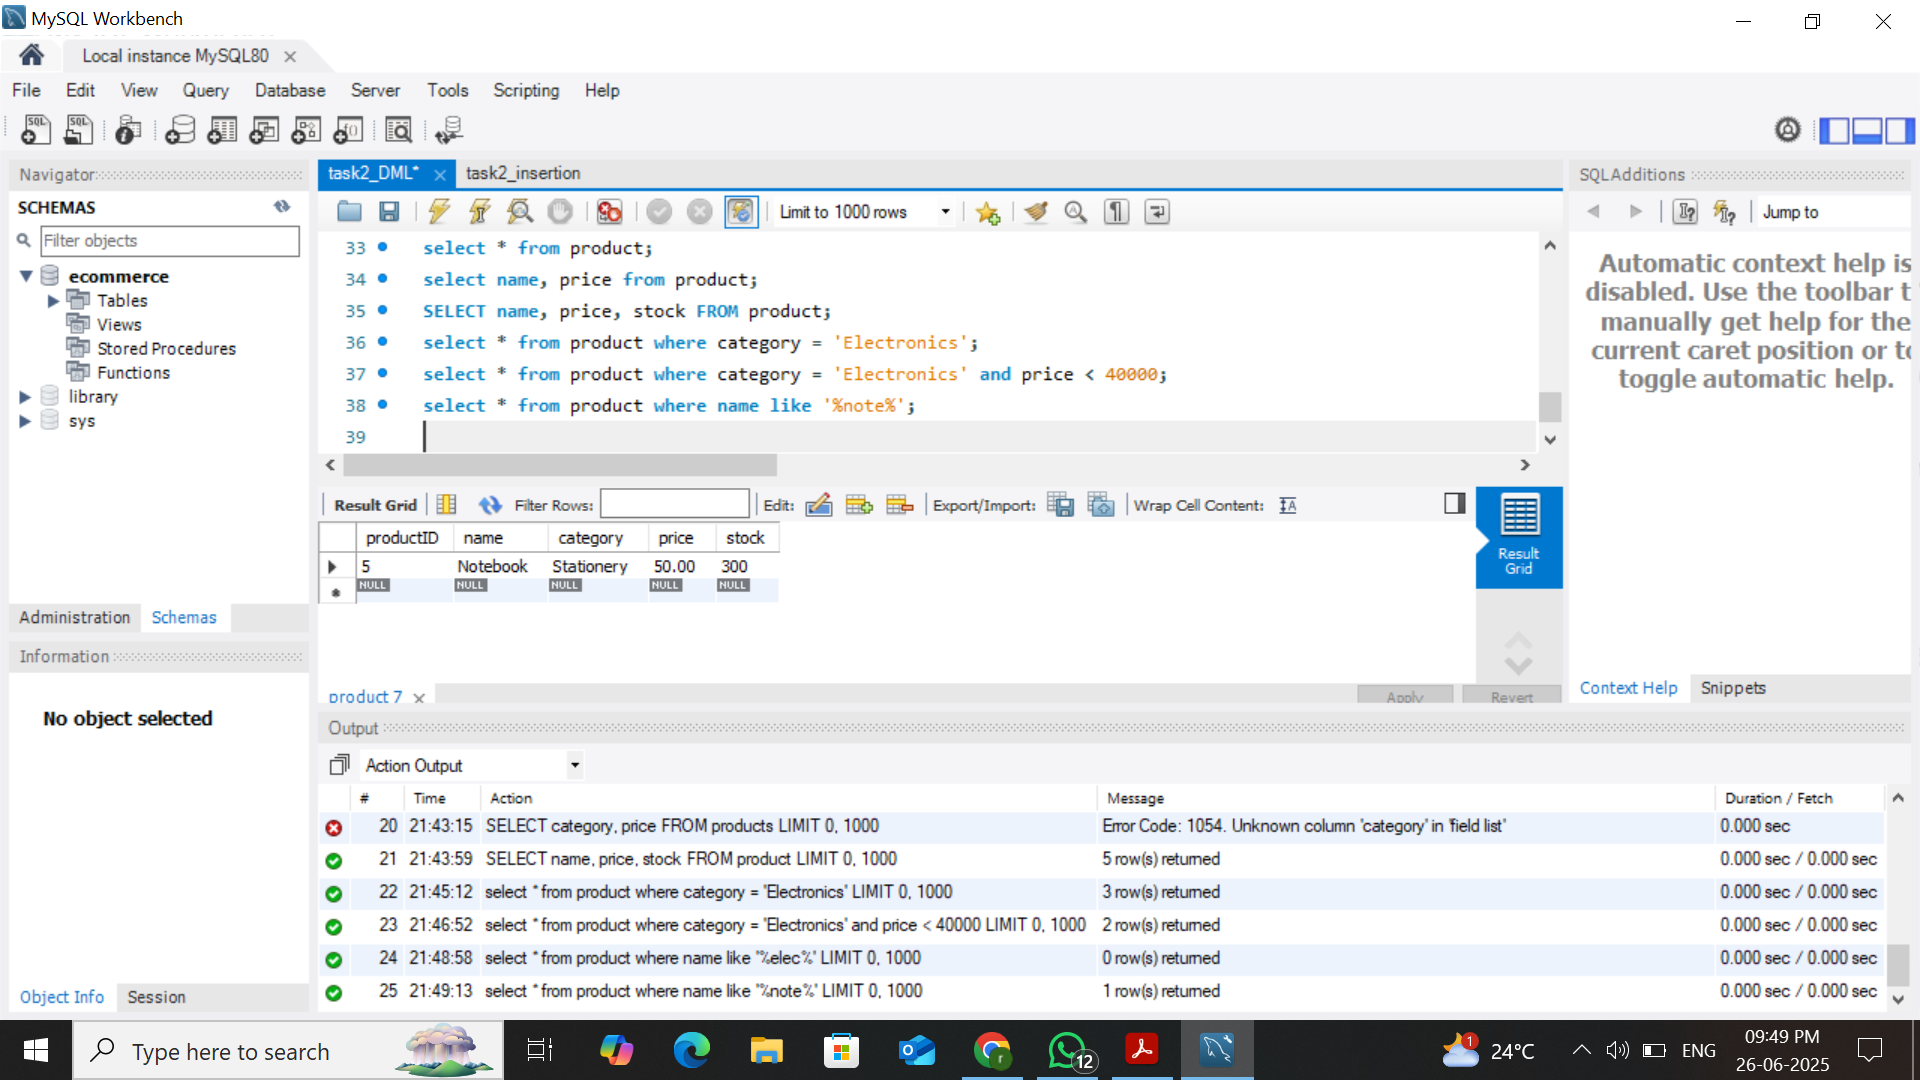 MySQL Workbench
Local instance MySQL80
File Edit View Query Database Server Tools Scripting Help
Navigator
SCHEMAS
Filter objects
ecommerce
Tables
Views
Stored Procedures
Functions
library
sys
Administration Schemas
Information
No object selected
Object Info Session
task2_DML* task2_insertion
Limit to 1000 rows
33 select * from product;
34 select name, price from product;
35 SELECT name, price, stock FROM product;
36 select * from product where category = 'Electronics';
37 select * from product where category = 'Electronics' and price < 40000;
38 select * from product where name like '%note%';
39
Result Grid Filter Rows: Edit: Export/Import: Wrap Cell Content:
productID name category price stock
5 Notebook Stationery 50.00 300
NULL NULL NULL NULL NULL
Result Grid
product 7 Apply Revert
SQLAdditions
Jump to
Automatic context help is
disabled. Use the toolbar t
manually get help for the
current caret position or to
toggle automatic help.
Context Help Snippets
Output
Action Output
# Time Action Message Duration / Fetch
20 21:43:15 SELECT category, price FROM products LIMIT 0, 1000 Error Code: 1054. Unknown column 'category' in 'field list' 0.000 sec
21 21:43:59 SELECT name, price, stock FROM product LIMIT 0, 1000 5 row(s) returned 0.000 sec / 0.000 sec
22 21:45:12 select * from product where category = 'Electronics' LIMIT 0, 1000 3 row(s) returned 0.000 sec / 0.000 sec
23 21:46:52 select * from product where category = 'Electronics' and price < 40000 LIMIT 0, 1000 2 row(s) returned 0.000 sec / 0.000 sec
24 21:48:58 select * from product where name like '%elec%' LIMIT 0, 1000 0 row(s) returned 0.000 sec / 0.000 sec
25 21:49:13 select * from product where name like '%note%' LIMIT 0, 1000 1 row(s) returned 0.000 sec / 0.000 sec
Type here to search
r
12
1
24°C
ENG
09:49 PM
26-06-2025